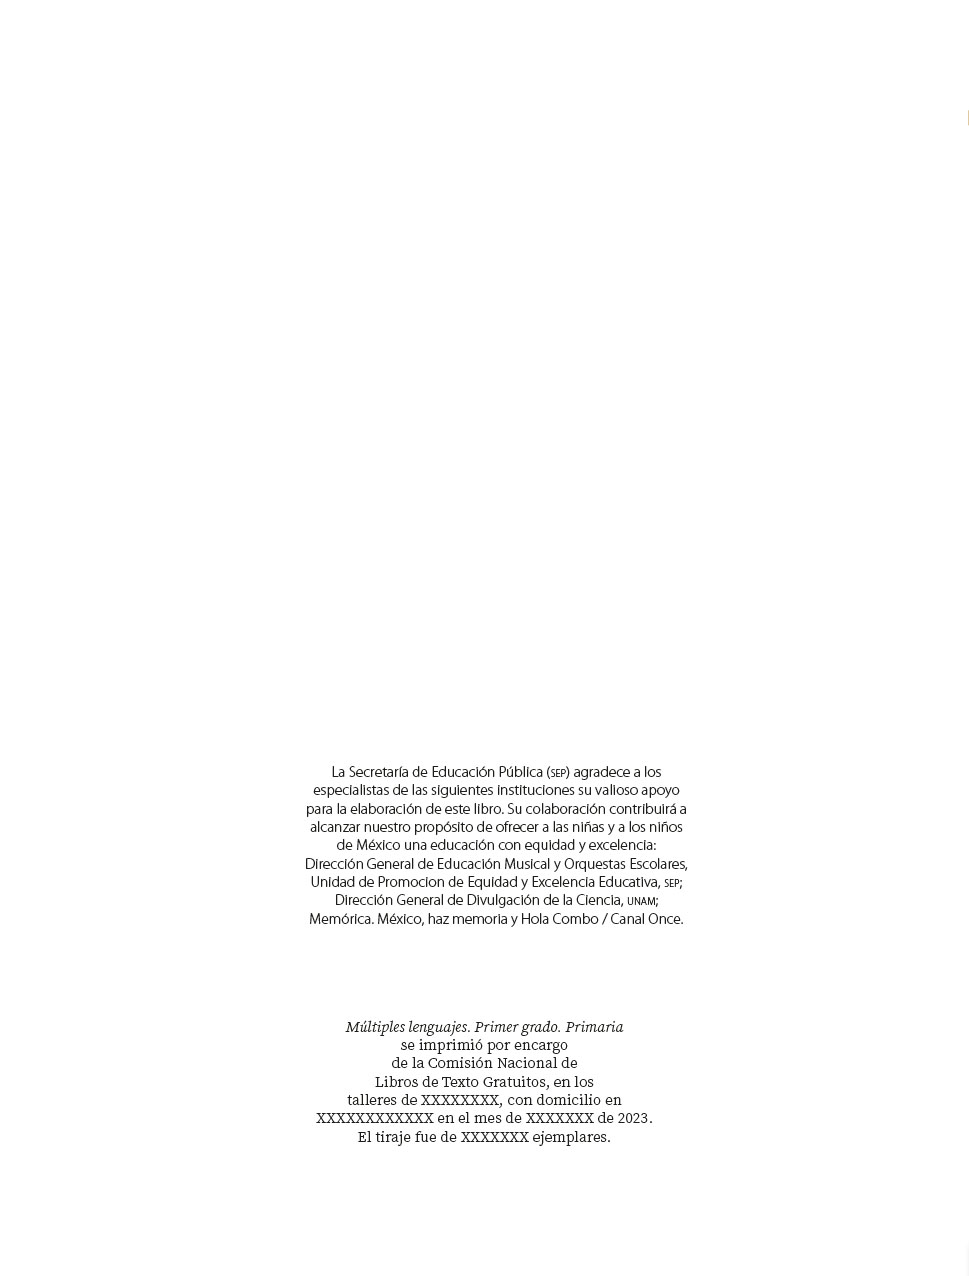 La Secretaría de Educación Pública (SEP) agradece a los
especialistas de las siguientes instituciones su valioso apoyo
para la elaboración de este libro. Su colaboración contribuirá a
alcanzar nuestro propósito de ofrecer a las niñas y a los niños
de México una educación con equidad y excelencia:
Dirección General de Educación Musical y Orquestas Escolares,
Unidad de Promocion de Equidad y Excelencia Educativa, SEP;
Dirección General de Divulgación de la Ciencia, UNAM;
Memórica. México, haz memoria y Hola Combo / Canal Once.
Múltiples lenguajes. Primer grado. Primaria
se imprimió por encargo
de la Comisión Nacional de
Libros de Texto Gratuitos, en los
talleres de XXXXXXXX, con domicilio en
XXXXXXXXXXXX en el mes de XXXXXXX de 2023.
El tiraje fue de XXXXXXX ejemplares.